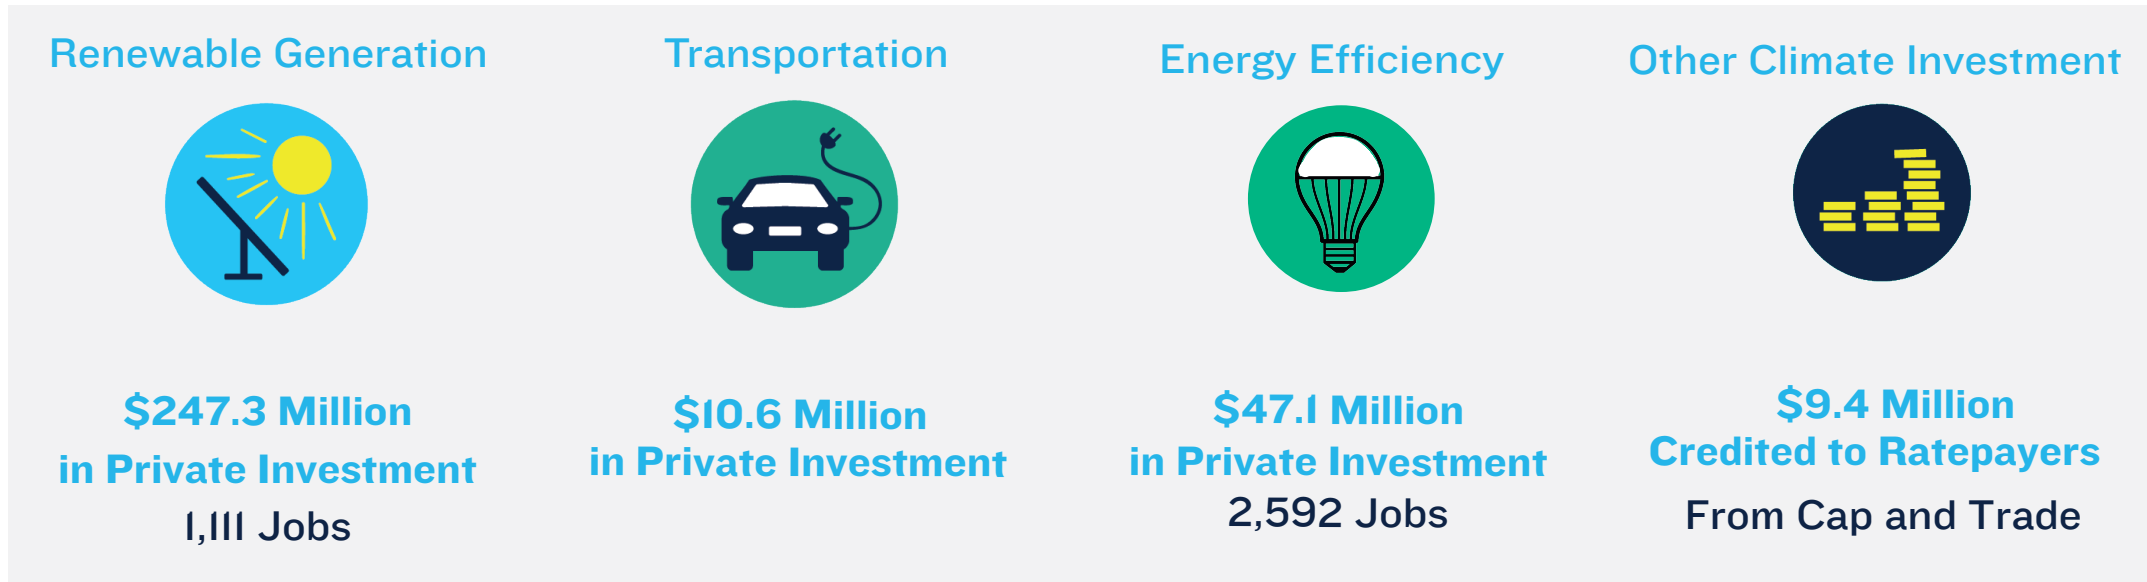 Renewable Generation
$247.3 Million
in Private Investment
1,111 Jobs
Transportation
$10.6 Million
in Private Investment
Energy Efficiency
$47.1 Million
in Private Investment
2,592 Jobs
Other Climate Investment
$9.4 Million
Credited to Ratepayers
From Cap and Trade